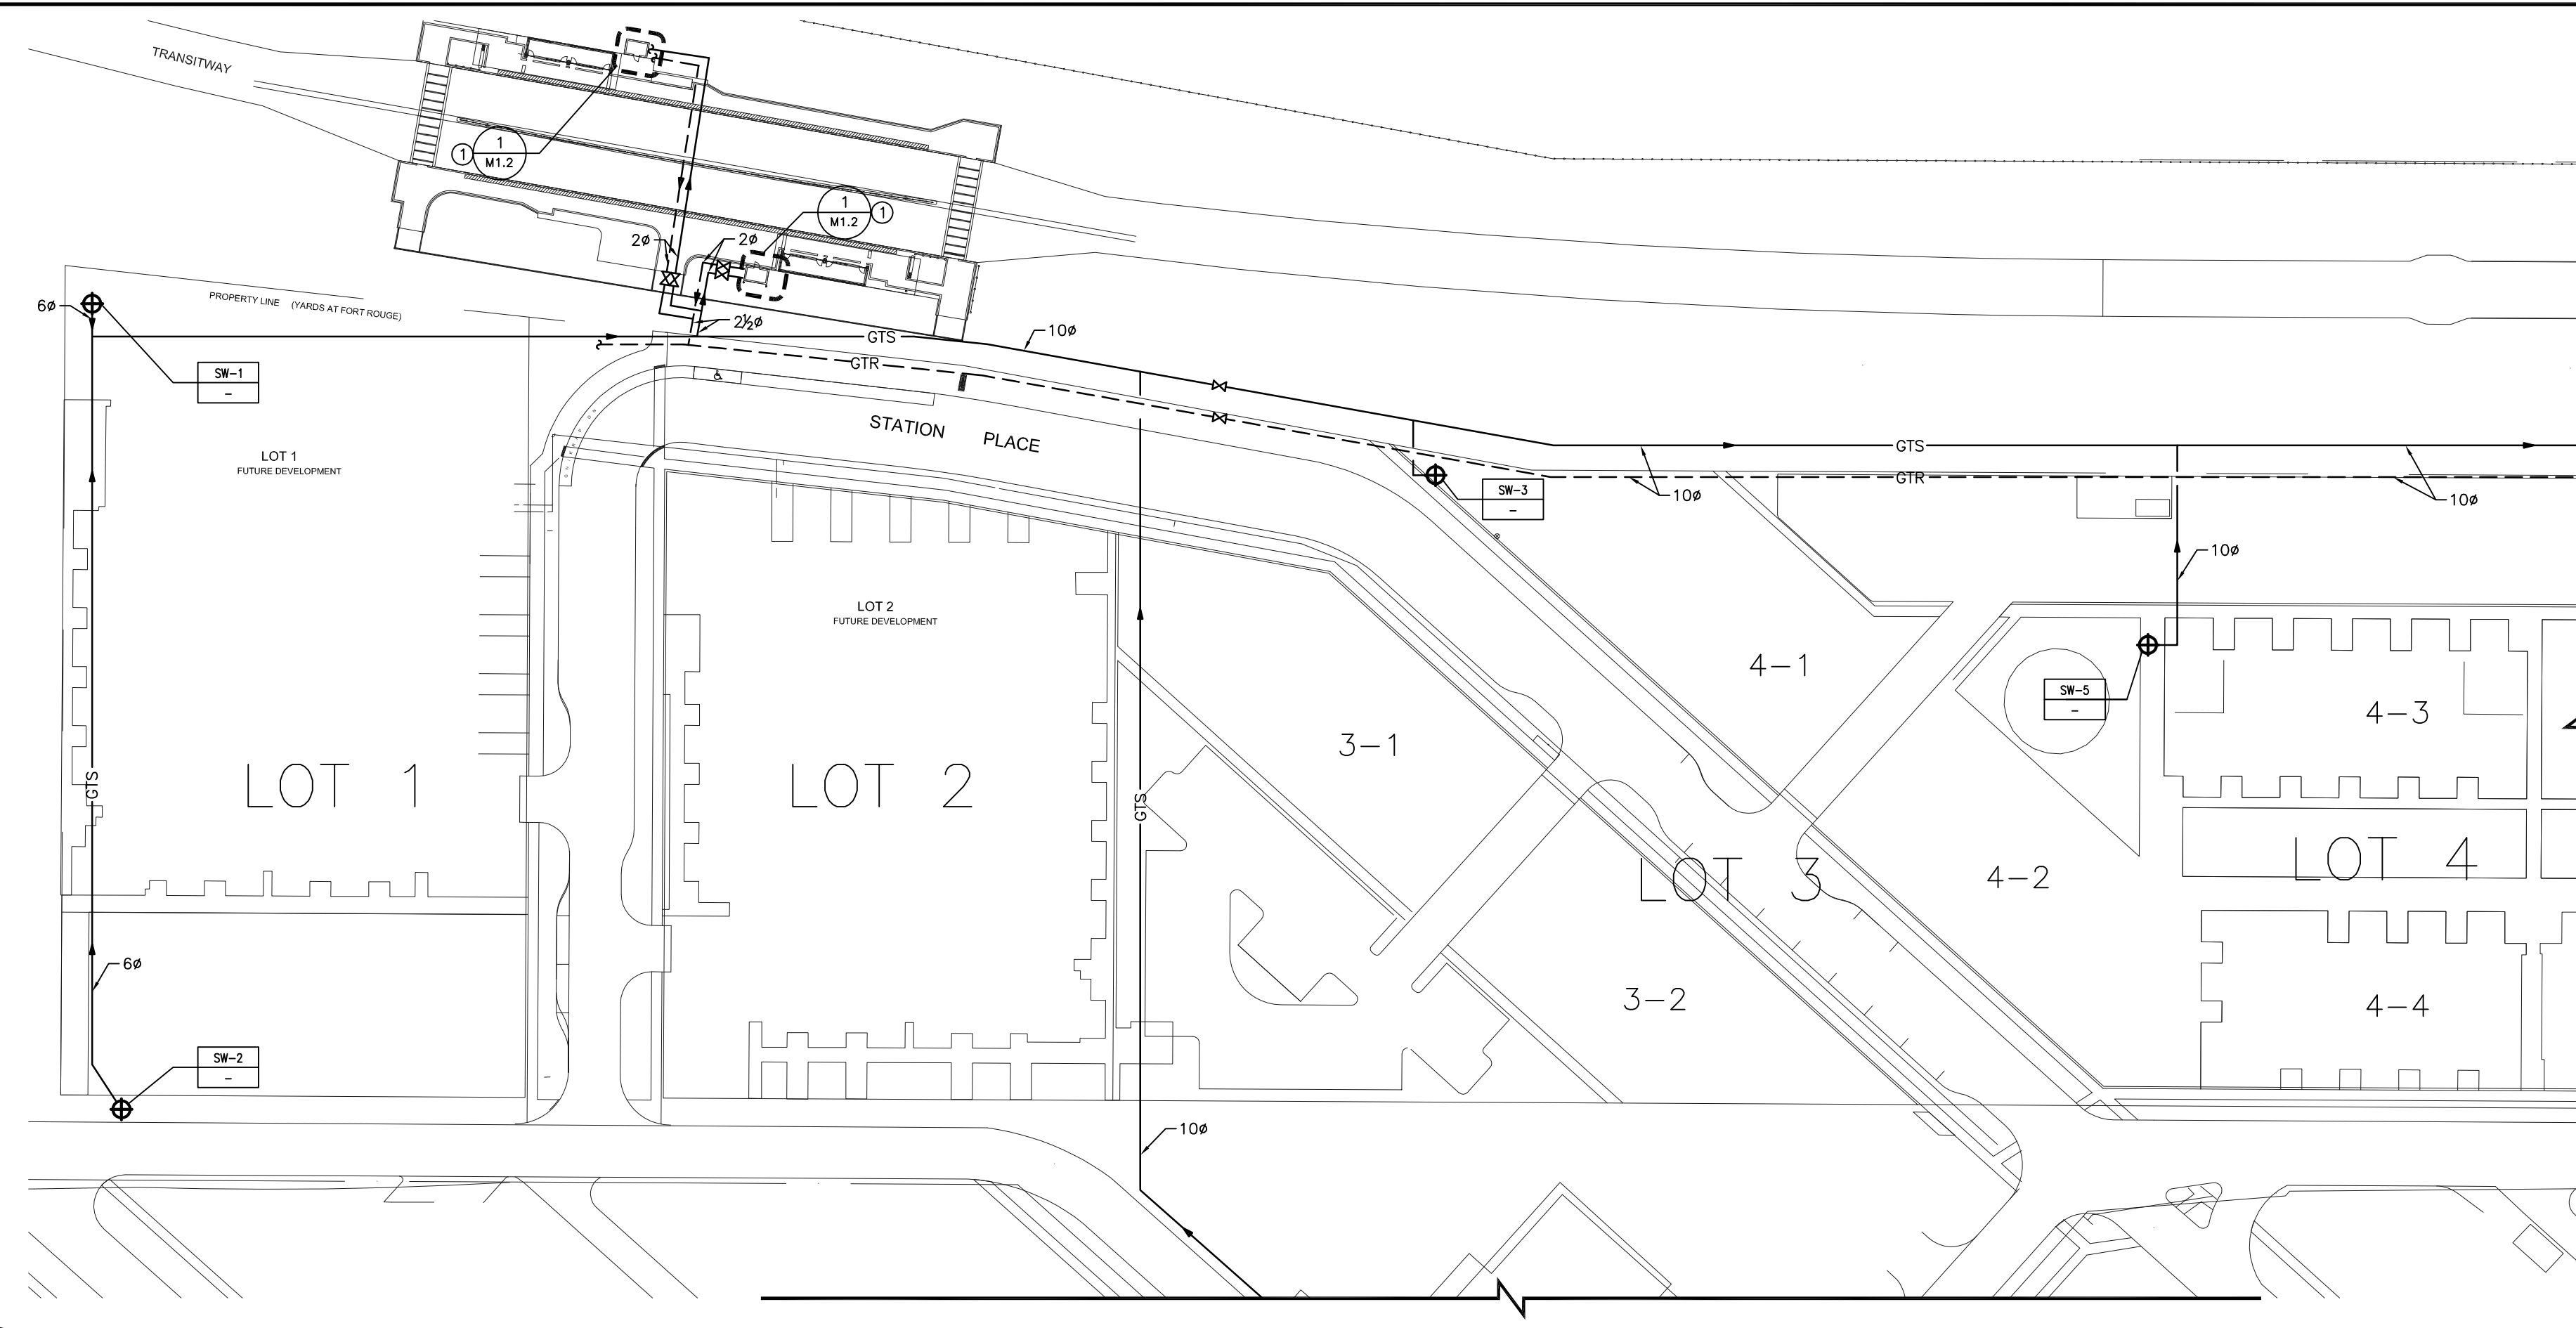 TRANSITWAY
1
1
M1.2
1
1
M1.2
2ø
2ø
6ø
PROPERTY LINE (YARDS AT FORT ROUGE)
2½ø
10ø
GTS
GTR
SW-1
-
STATION PLACE
GTS
GTR
LOT 1
FUTURE DEVELOPMENT
SW-3
-
10ø
10ø
10ø
LOT 2
FUTURE DEVELOPMENT
4-1
SW-5
-
4-3
3-1
GTS
LOT 1
LOT 2
GTS
LOT 3
4-2
LOT 4
6ø
3-2
4-4
SW-2
-
10ø